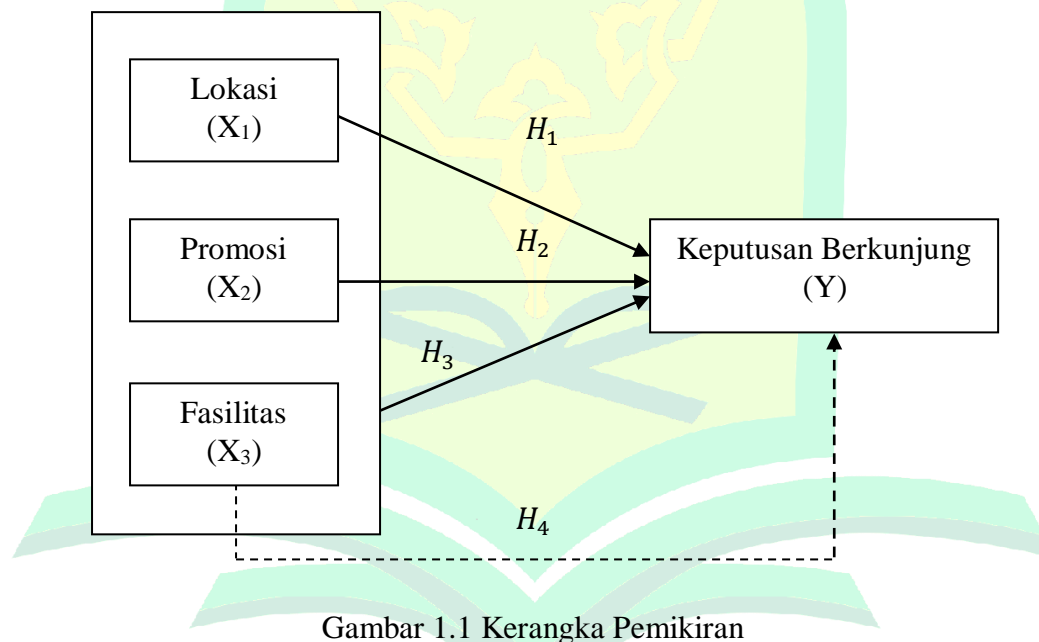 Lokasi
(X₁)
H₁
Promosi
(X₂)
H₂
Keputusan Berkunjung
(Y)
H₃
Fasilitas
(X₃)
H₄
Gambar 1.1 Kerangka Pemikiran